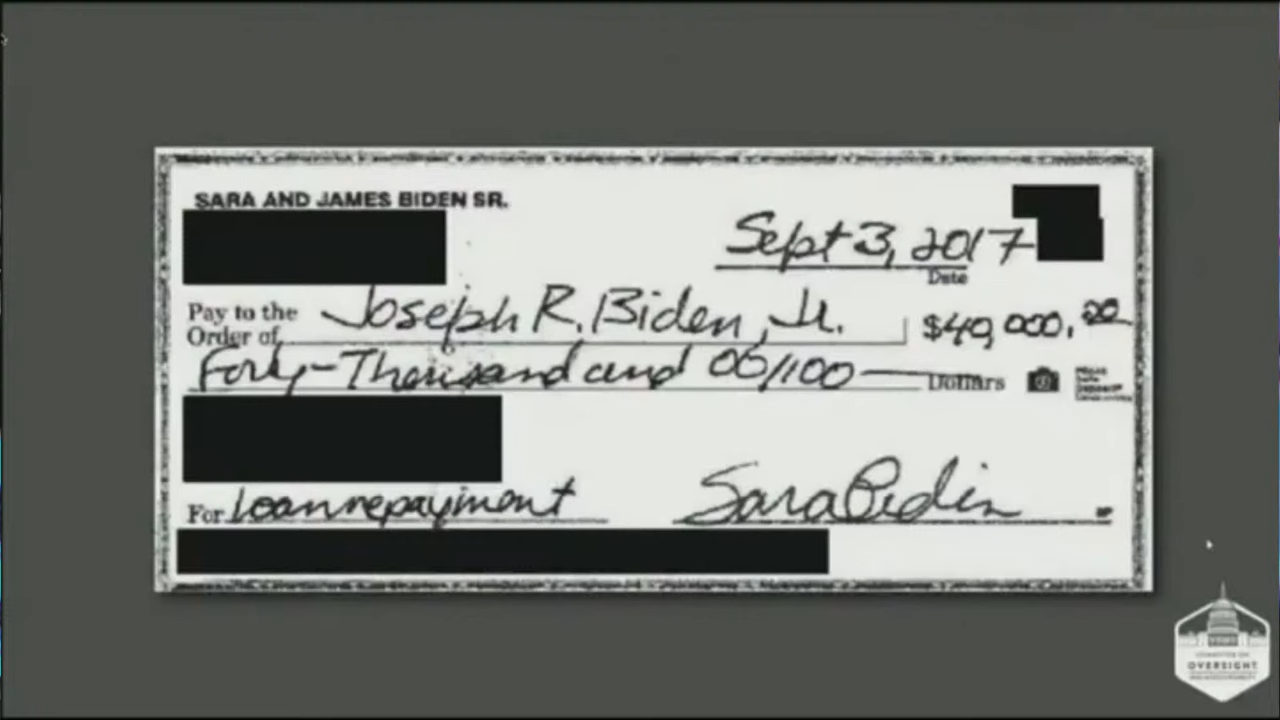 SARA AND JAMES BIDEN SR.
Sept 3, 2017
Date
Pay to the
Order of
Joseph R. Biden, Jr.
$40,000.00
Forty-Thousand and 00/100
Dollars
For loan repayment
Sara Biden
MP
COMMITTEE ON
OVERSIGHT
AND ACCOUNTABILITY